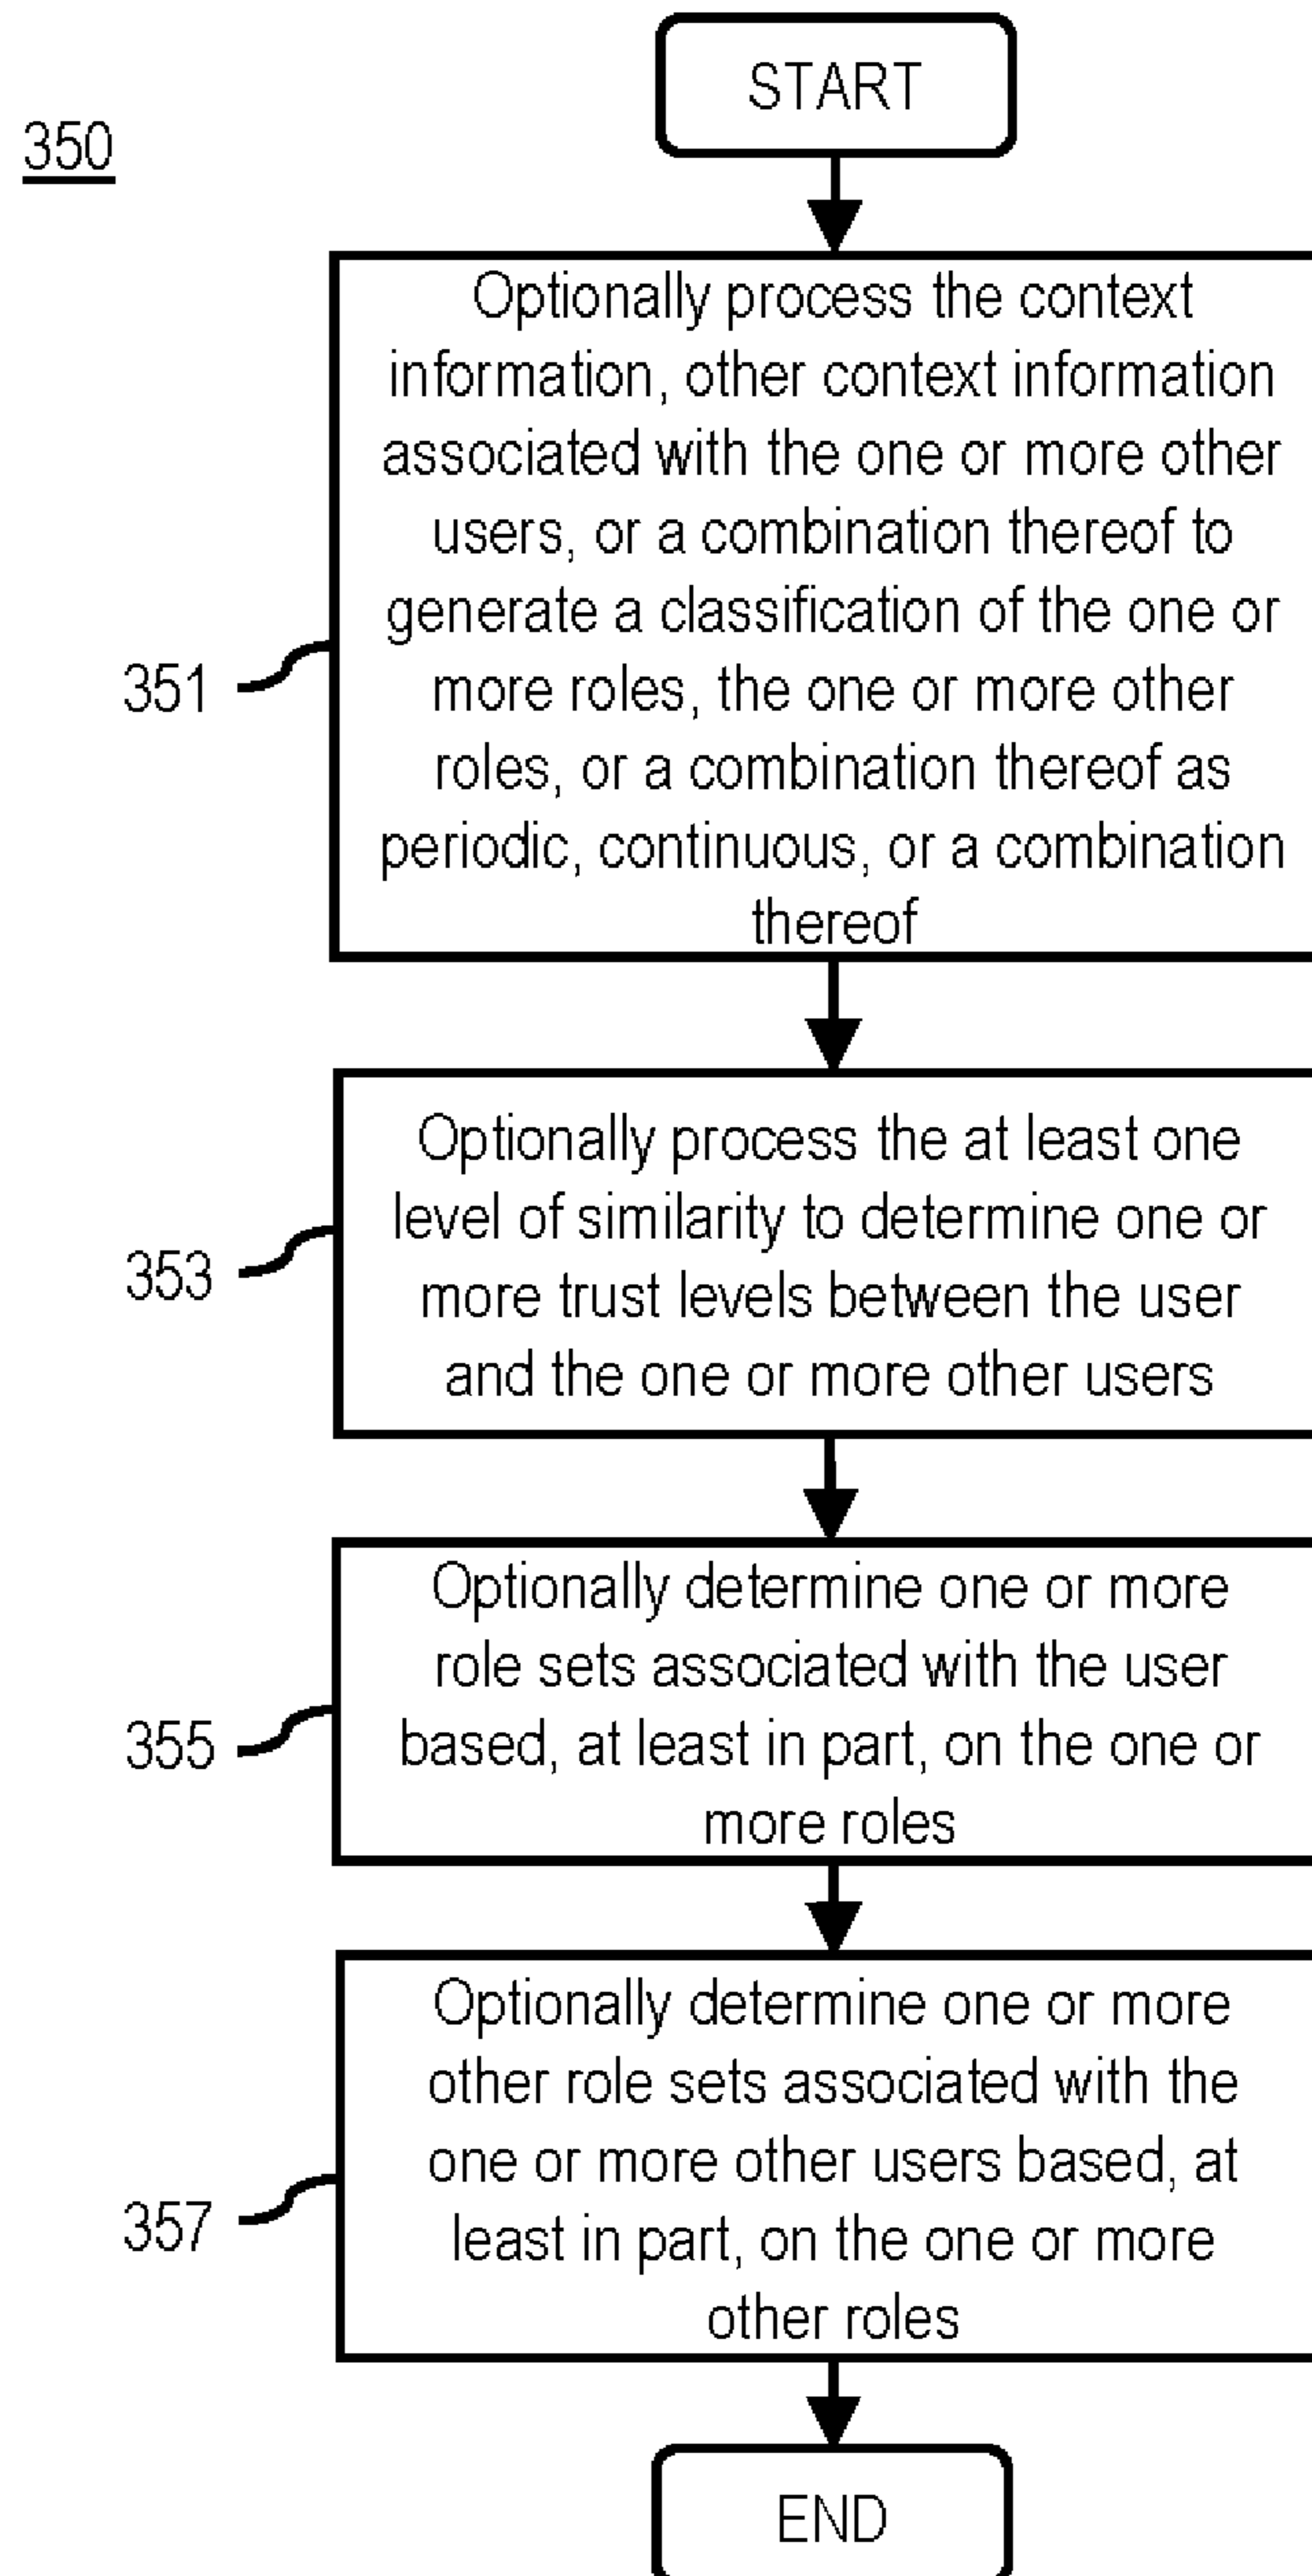 START
350
Optionally process the context
information, other context information
associated with the one or more other
users, or a combination thereof to
generate a classification of the one or
more roles, the one or more other
roles, or a combination thereof as
periodic, continuous, or a combination
thereof
351
Optionally process the at least one
level of similarity to determine one or
more trust levels between the user
and the one or more other users
353
Optionally determine one or more
role sets associated with the user
based, at least in part, on the one or
more roles
355
Optionally determine one or more
other role sets associated with the
one or more other users based, at
least in part, on the one or more
other roles
357
END